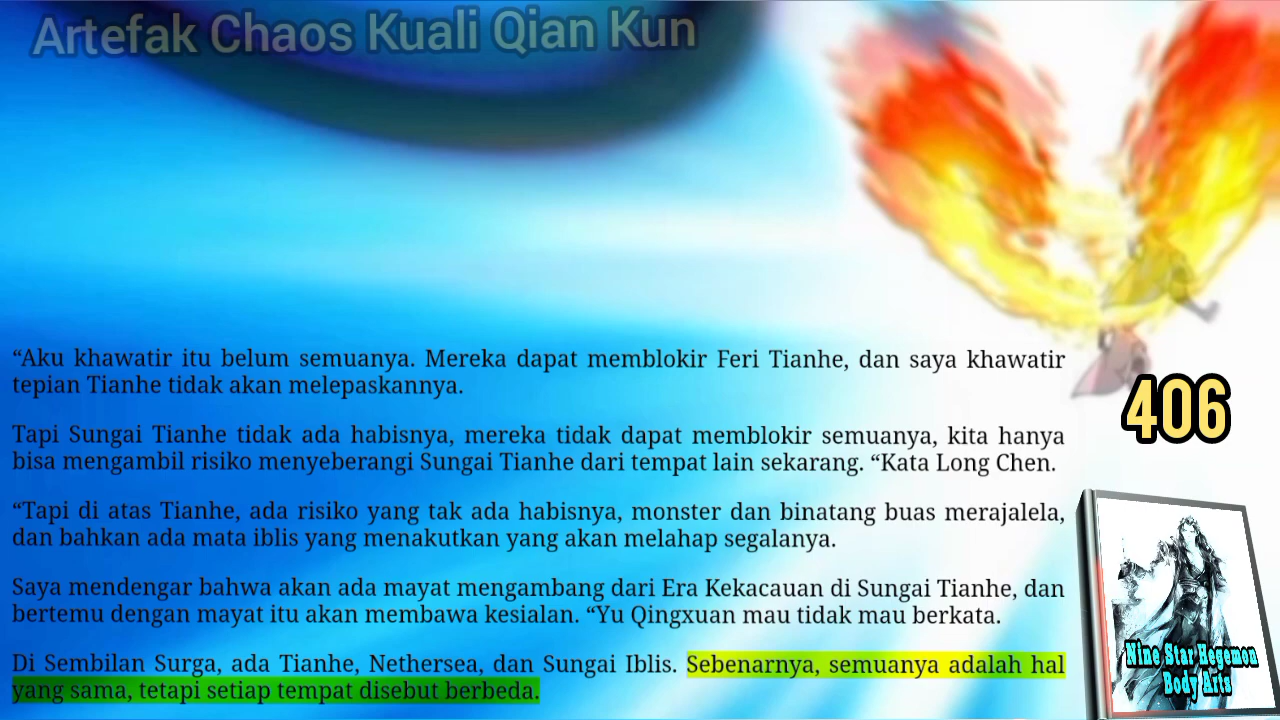 Artefak Chaos Kuali Qian Kun
“Aku khawatir itu belum semuanya. Mereka dapat memblokir Feri Tianhe, dan saya khawatir
tepian Tianhe tidak akan melepaskannya.
Tapi Sungai Tianhe tidak ada habisnya, mereka tidak dapat memblokir semuanya, kita hanya
bisa mengambil risiko menyeberangi Sungai Tianhe dari tempat lain sekarang. “Kata Long Chen.
“Tapi di atas Tianhe, ada risiko yang tak ada habisnya, monster dan binatang buas merajalela,
dan bahkan ada mata iblis yang menakutkan yang akan melahap segalanya.
Saya mendengar bahwa akan ada mayat mengambang dari Era Kekacauan di Sungai Tianhe, dan
bertemu dengan mayat itu akan membawa kesialan. “Yu Qingxuan mau tidak mau berkata.
Di Sembilan Surga, ada Tianhe, Nethersea, dan Sungai Iblis. Sebenarnya, semuanya adalah hal
yang sama, tetapi setiap tempat disebut berbeda.
406
Nine Star Hegemon
Body Arts